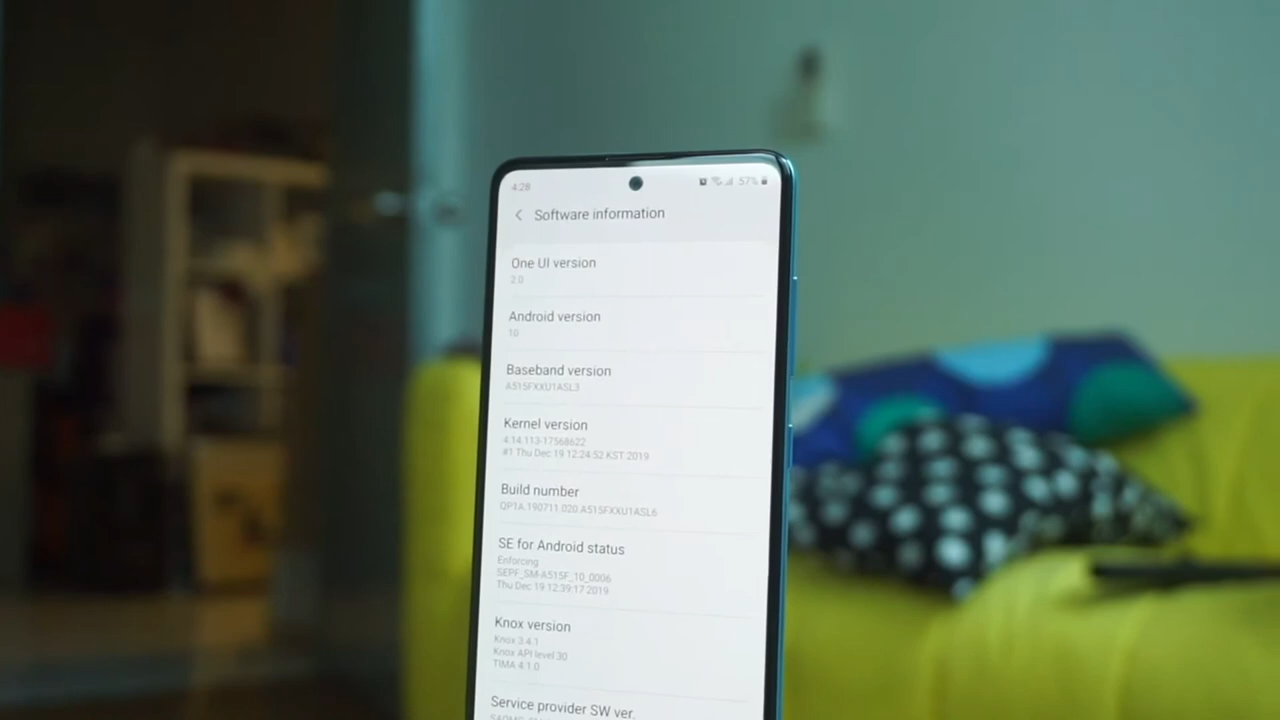 4:28
57%
Software information
One UI version
2.0
Android version
10
Baseband version
A515FXXU1ASL3
Kernel version
4.14.113-17568622
#1 Thu Dec 19 12:24:52 KST 2019
Build number
QP1A.190711.020.A515FXXU1ASL6
SE for Android status
Enforcing
SEPF_SM-A515F_10_0006
Thu Dec 19 12:39:17 2019
Knox version
Knox 3.4.1
Knox API level 30
TIMA 4.1.0
Service provider SW ver.